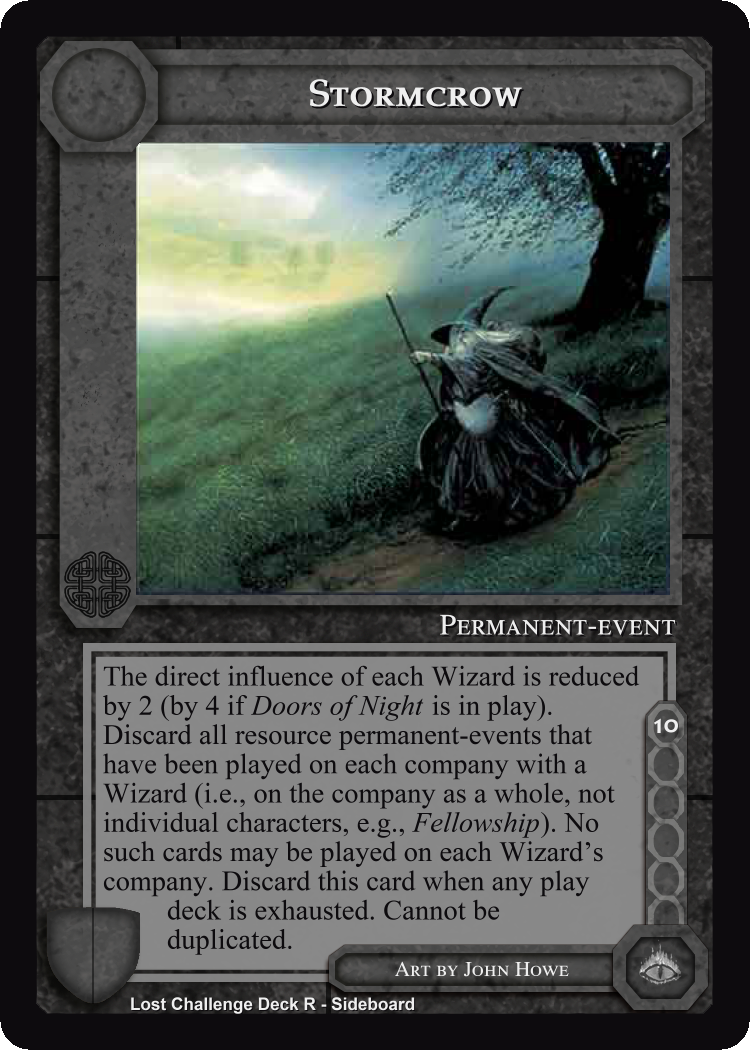 Stormcrow
Permanent-event
The direct influence of each Wizard is reduced
by 2 (by 4 if Doors of Night is in play).
Discard all resource permanent-events that
have been played on each company with a
Wizard (i.e., on the company as a whole, not
individual characters, e.g., Fellowship). No
such cards may be played on each Wizard's
company. Discard this card when any play
deck is exhausted. Cannot be
duplicated.
10
Art by John Howe
Lost Challenge Deck R - Sideboard